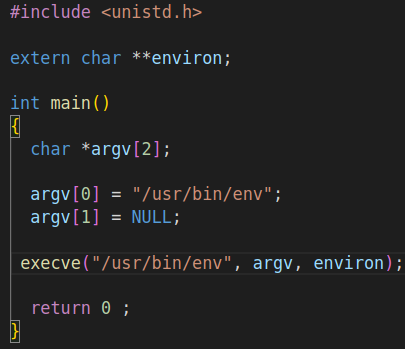 #include <unistd.h>
extern char **environ;
int main()
{
char *argv[2];
argv[0] = "/usr/bin/env";
argv[1] = NULL;
execve("/usr/bin/env", argv, environ);
return 0 ;
}